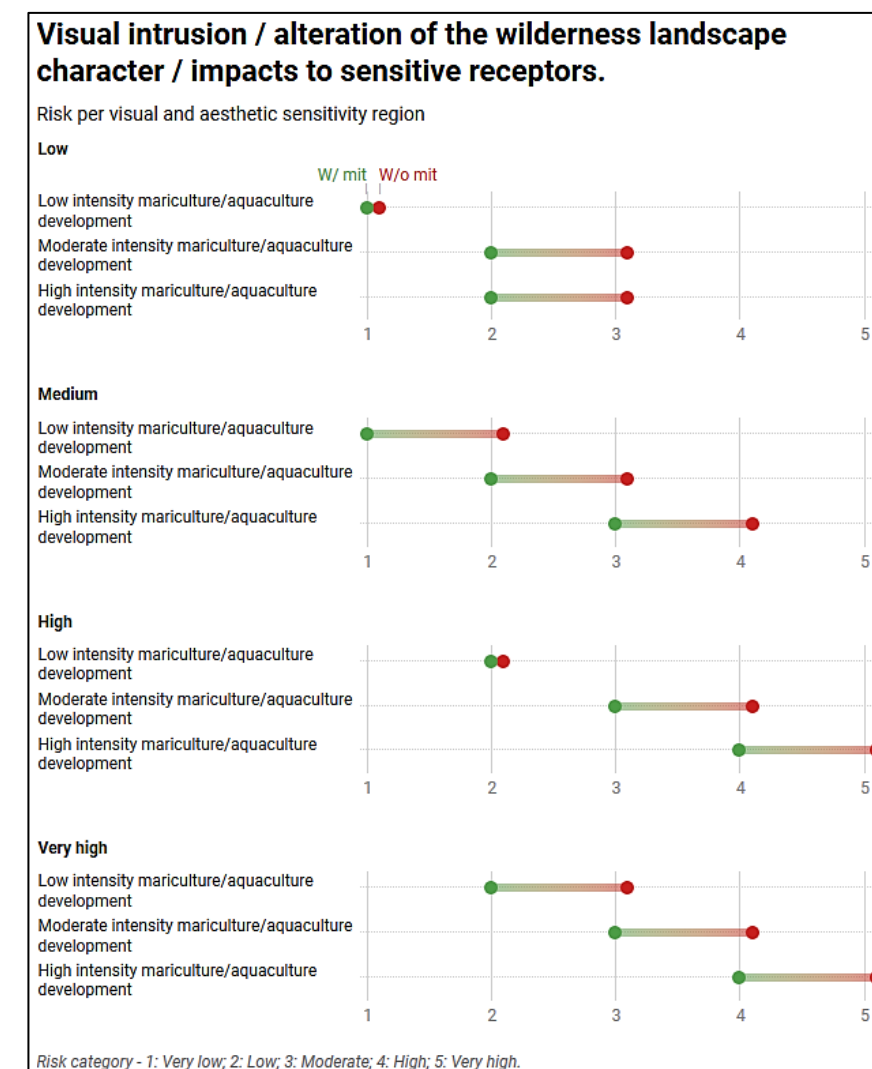 Visual intrusion / alteration of the wilderness landscape
character / impacts to sensitive receptors.
Risk per visual and aesthetic sensitivity region
Low
W/ mit W/o mit
Low intensity mariculture/aquaculture
development
Moderate intensity mariculture/aquaculture
development
High intensity mariculture/aquaculture
development
1 2 3 4 5
Medium
Low intensity mariculture/aquaculture
development
Moderate intensity mariculture/aquaculture
development
High intensity mariculture/aquaculture
development
1 2 3 4 5
High
Low intensity mariculture/aquaculture
development
Moderate intensity mariculture/aquaculture
development
High intensity mariculture/aquaculture
development
1 2 3 4 5
Very high
Low intensity mariculture/aquaculture
development
Moderate intensity mariculture/aquaculture
development
High intensity mariculture/aquaculture
development
1 2 3 4 5
Risk category - 1: Very low; 2: Low; 3: Moderate; 4: High; 5: Very high.